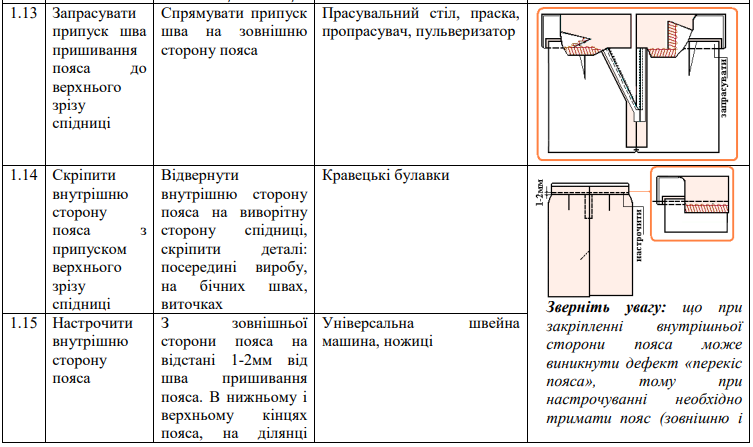 1.13
Запрасувати
припуск шва
пришивання
пояса до
верхнього
зрізу
спідниці
Спрямувати припуск
шва на зовнішню
сторону пояса
Прасувальний стіл, праска,
пропрасувач, пульверизатор
запрасувати
1.14
Скріпити
внутрішню
сторону
пояса з
припуском
верхнього
зрізу
спідниці
Відвернути
внутрішню сторону
пояса на виворітну
сторону спідниці,
скріпити деталі:
посередині виробу,
на бічних швах,
виточках
Кравецькі булавки
1-2мм
настрочити
Зверніть увагу: що при
закріпленні внутрішньої
сторони пояса може
виникнути дефект «перекіс
пояса», тому при
настрочуванні необхідно
тримати пояс (зовнішню і
1.15
Настрочити
внутрішню
сторону
пояса
З зовнішньої
сторони пояса на
відстані 1-2мм від
шва пришивання
пояса. В нижньому і
верхньому кінцях
пояса, на ділянці
Універсальна швейна
машина, ножиці